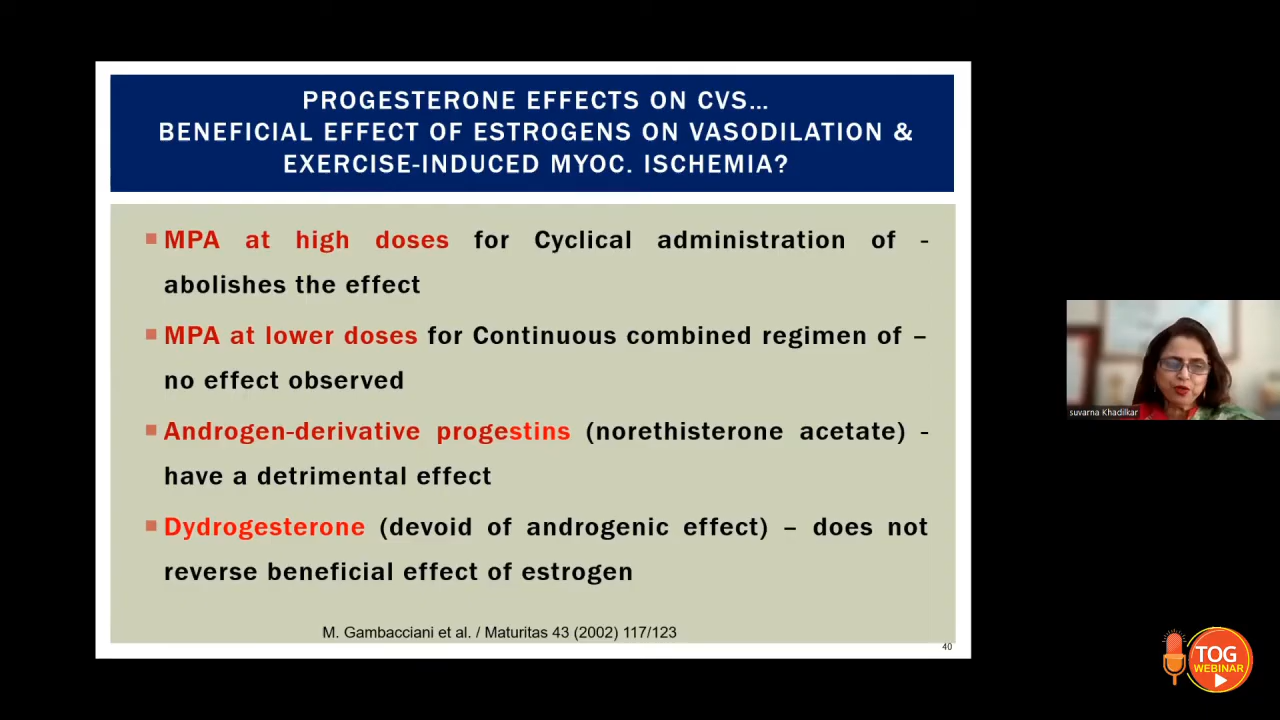 PROGESTERONE EFFECTS ON CVS…
BENEFICIAL EFFECT OF ESTROGENS ON VASODILATION &
EXERCISE-INDUCED MYOC. ISCHEMIA?
MPA at high doses for Cyclical administration of -
abolishes the effect
MPA at lower doses for Continuous combined regimen of –
no effect observed
Androgen-derivative progestins (norethisterone acetate) -
have a detrimental effect
Dydrogesterone (devoid of androgenic effect) – does not
reverse beneficial effect of estrogen
M. Gambacciani et al. / Maturitas 43 (2002) 117/123
40
suvarna Khadilkar
TOG
WEBINAR